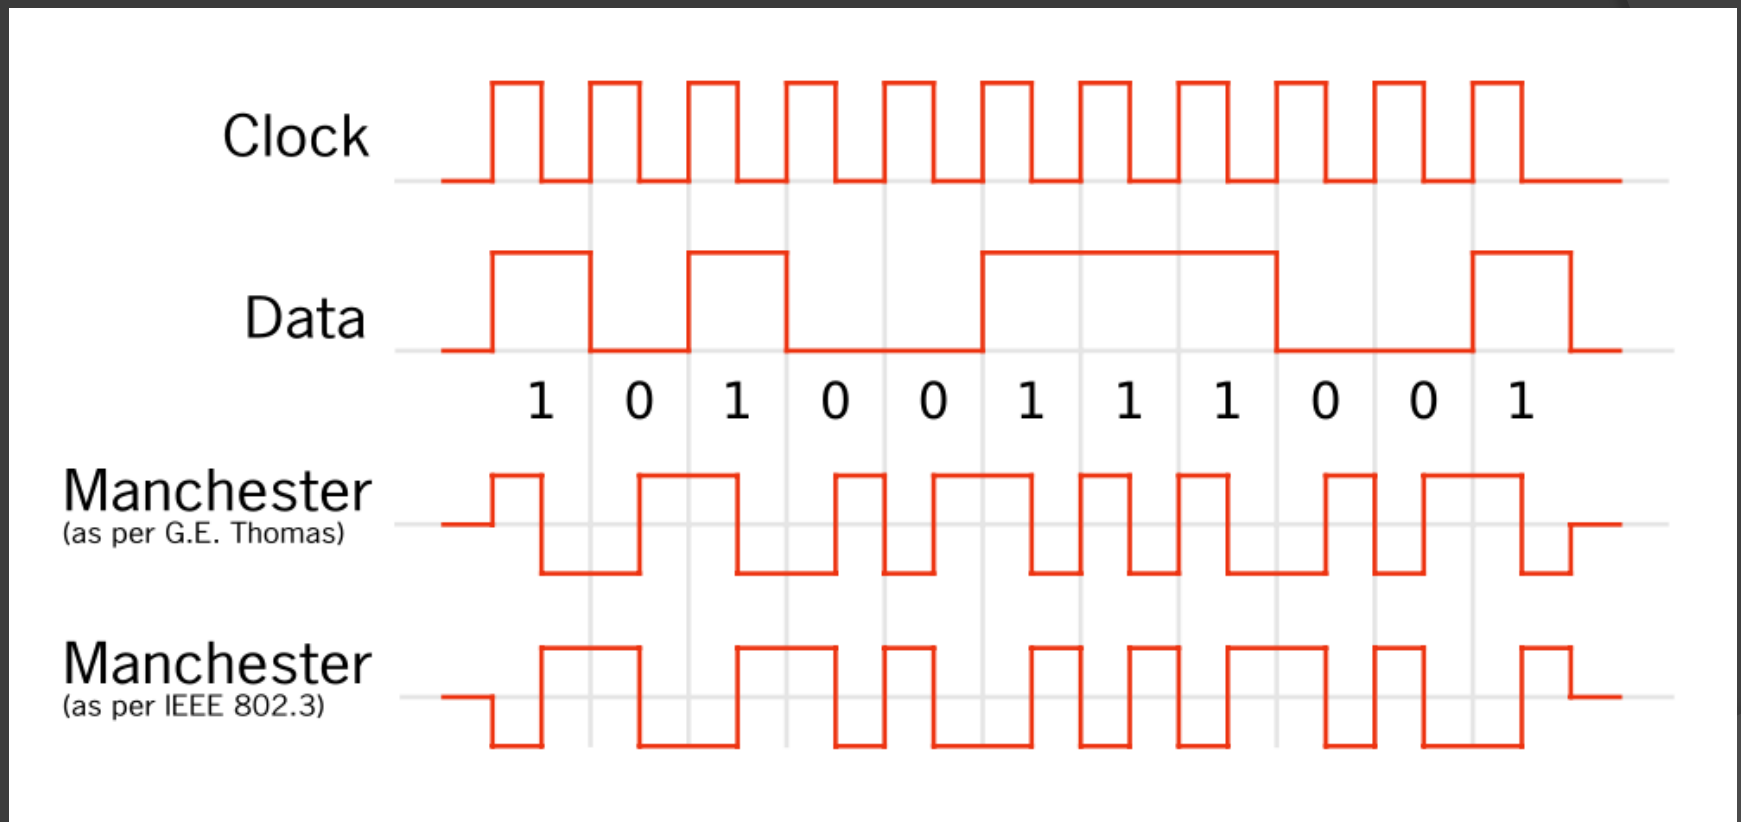 Clock
Data
1 0 1 0 0 1 1 1 0 0 1
Manchester
(as per G.E. Thomas)
Manchester
(as per IEEE 802.3)